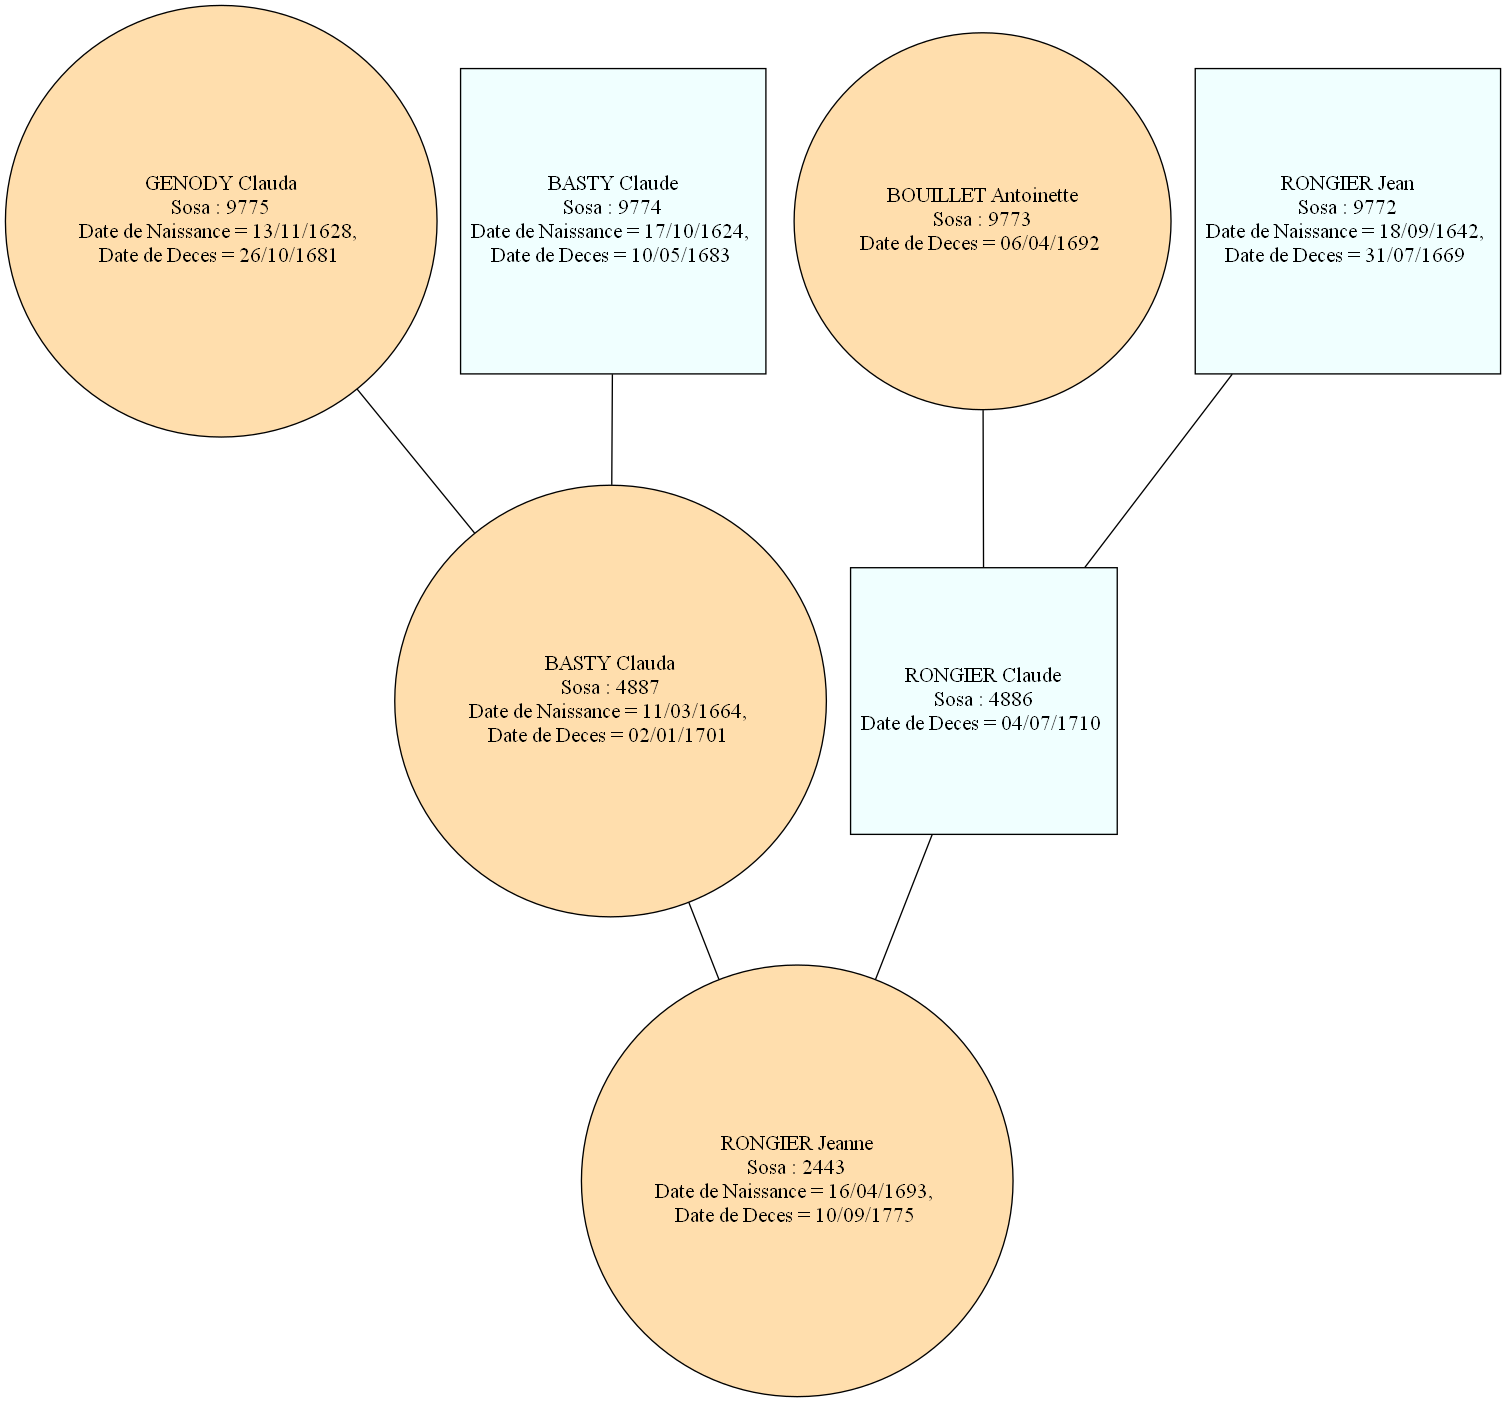 GENODY Clauda
Sosa : 9775
Date de Naissance = 13/11/1628,
Date de Deces = 26/10/1681
BASTY Claude
Sosa : 9774
Date de Naissance = 17/10/1624,
Date de Deces = 10/05/1683
BOUILLET Antoinette
Sosa : 9773
Date de Deces = 06/04/1692
RONGIER Jean
Sosa : 9772
Date de Naissance = 18/09/1642,
Date de Deces = 31/07/1669
BASTY Clauda
Sosa : 4887
Date de Naissance = 11/03/1664,
Date de Deces = 02/01/1701
RONGIER Claude
Sosa : 4886
Date de Deces = 04/07/1710
RONGIER Jeanne
Sosa : 2443
Date de Naissance = 16/04/1693,
Date de Deces = 10/09/1775